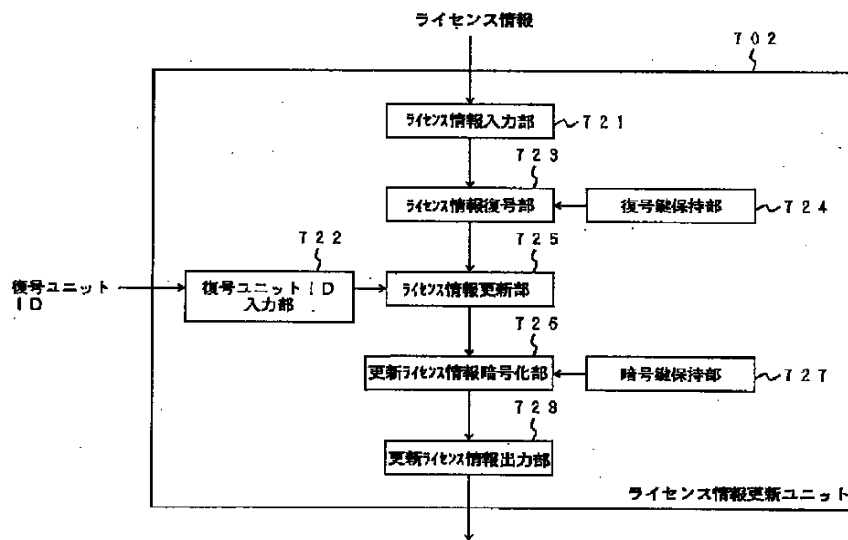 ライセンス情報
702
ライセンス情報入力部
721
723
ライセンス情報復号部
復号鍵保持部
724
722
725
復号ユニット
ID
復号ユニットID
入力部
ライセンス情報更新部
726
更新ライセンス情報暗号化部
暗号鍵保持部
727
728
更新ライセンス情報出力部
ライセンス情報更新ユニット